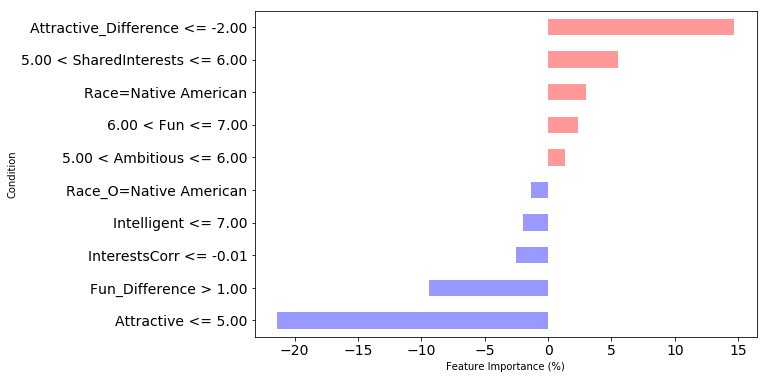 Attractive_Difference <= -2.00
5.00 < SharedInterests <= 6.00
Race=Native American
6.00 < Fun <= 7.00
5.00 < Ambitious <= 6.00
Race_O=Native American
Intelligent <= 7.00
InterestsCorr <= -0.01
Fun_Difference > 1.00
Attractive <= 5.00
Condition
−20 −15 −10 −5 0 5 10 15
Feature Importance (%)